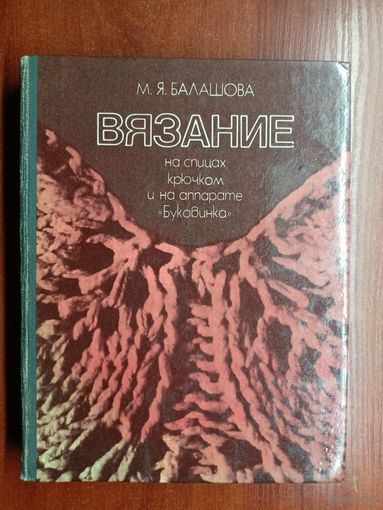 М. Я. БАЛАШОВА
ВЯЗАНИЕ
на спицах
крючком
и на аппарате
«Буковинка»